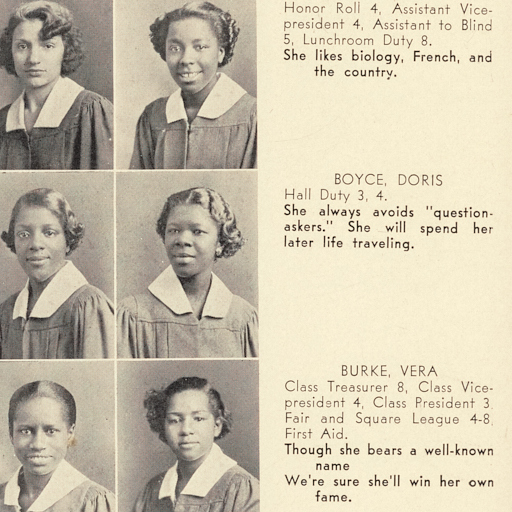 Honor Roll 4, Assistant Vice-
president 4, Assistant to Blind
5, Lunchroom Duty 8.
She likes biology, French, and
the country.
BOYCE, DORIS
Hall Duty 3, 4.
She always avoids "question-
askers." She will spend her
later life traveling.
BURKE, VERA
Class Treasurer 8, Class Vice-
president 4, Class President 3,
Fair and Square League 4-8,
First Aid.
Though she bears a well-known
name
We're sure she'll win her own
fame.